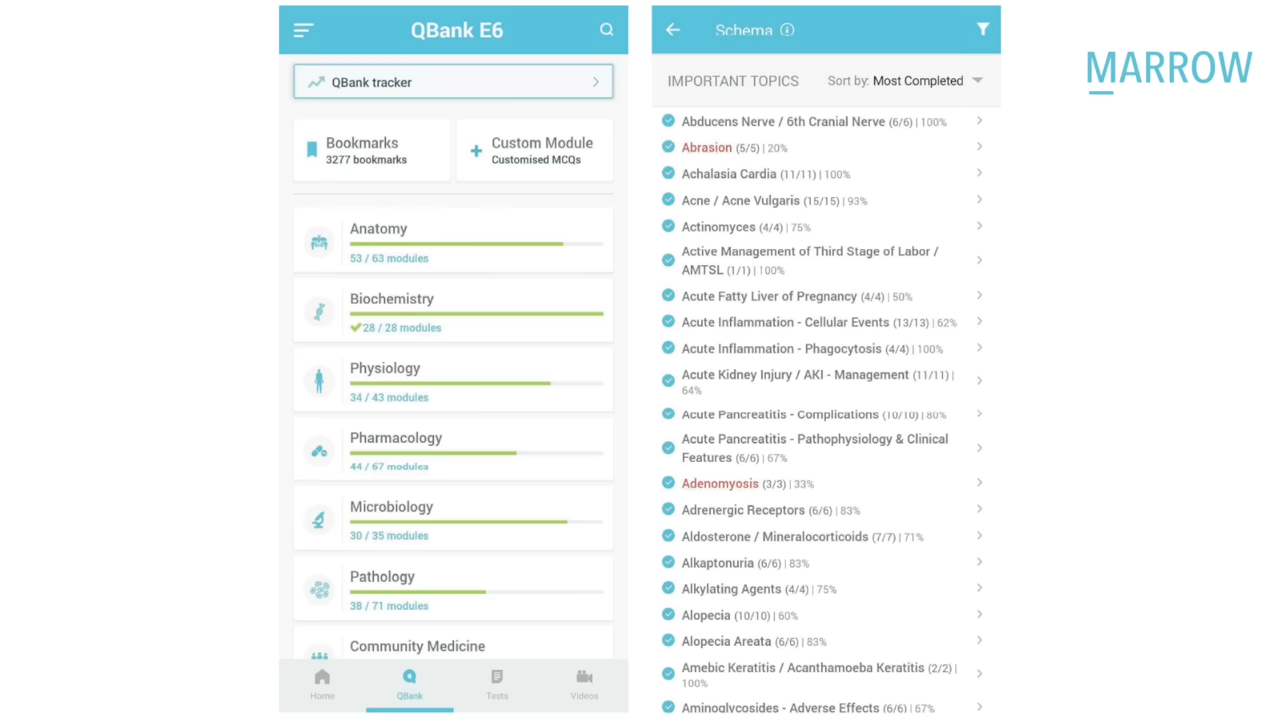 QBank E6
QBank tracker
Bookmarks
3277 bookmarks
Custom Module
Customised MCQs
Anatomy
53 / 63 modules
Biochemistry
28 / 28 modules
Physiology
34 / 43 modules
Pharmacology
44 / 67 modules
Microbiology
30 / 35 modules
Pathology
38 / 71 modules
Community Medicine
Home
QBank
Tests
Videos
Schema
IMPORTANT TOPICS
Sort by: Most Completed
Abducens Nerve / 6th Cranial Nerve (6/6) | 100%
Abrasion (5/5) | 20%
Achalasia Cardia (11/11) | 100%
Acne / Acne Vulgaris (15/15) | 93%
Actinomyces (4/4) | 75%
Active Management of Third Stage of Labor /
AMTSL (1/1) | 100%
Acute Fatty Liver of Pregnancy (4/4) | 50%
Acute Inflammation - Cellular Events (13/13) | 62%
Acute Inflammation - Phagocytosis (4/4) | 100%
Acute Kidney Injury / AKI - Management (11/11) |
64%
Acute Pancreatitis - Complications (10/10) | 80%
Acute Pancreatitis - Pathophysiology & Clinical
Features (6/6) | 67%
Adenomyosis (3/3) | 33%
Adrenergic Receptors (6/6) | 83%
Aldosterone / Mineralocorticoids (7/7) | 71%
Alkaptonuria (6/6) | 83%
Alkylating Agents (4/4) | 75%
Alopecia (10/10) | 60%
Alopecia Areata (6/6) | 83%
Amebic Keratitis / Acanthamoeba Keratitis (2/2) |
100%
Aminoglycosides - Adverse Effects (6/6) | 67%
MARROW